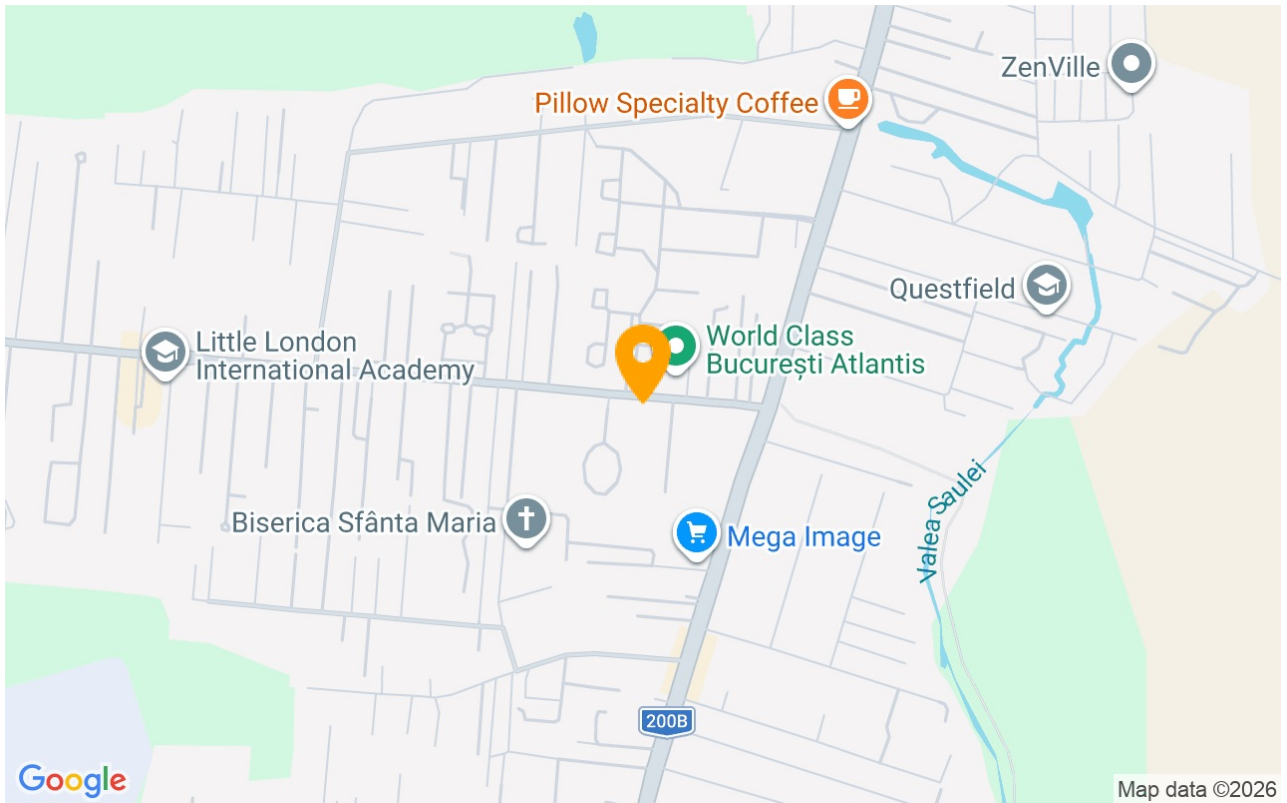 ZenVille
Pillow Specialty Coffee
Questfield
World Class
București Atlantis
Little London
International Academy
Valea Saulei
Biserica Sfânta Maria
Mega Image
200B
Google
Map data ©2026